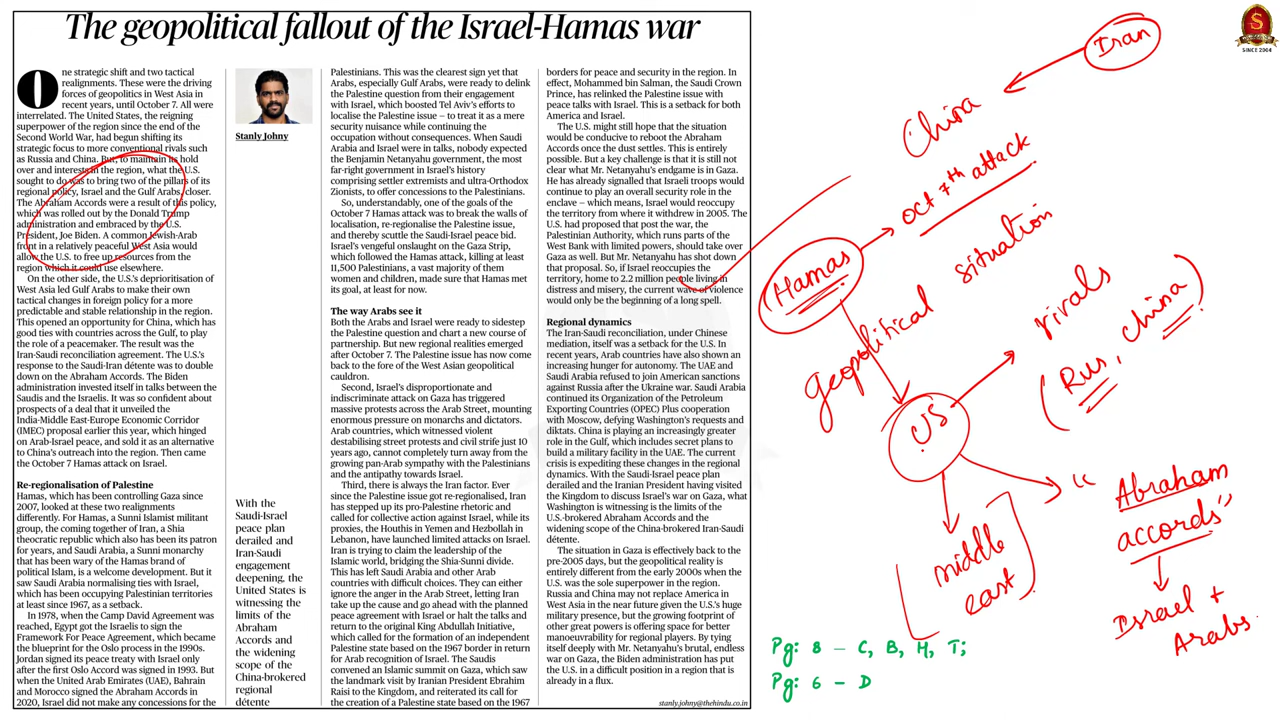 The geopolitical fallout of the Israel-Hamas war
One strategic shift and two tactical
realignments. These were the driving
forces of geopolitics in West Asia in
recent years, until October 7. All were
interrelated. The United States, the reigning
superpower of the region since the end of the
Second World War, had begun shifting its
strategic focus to more conventional rivals such
as Russia and China. But, to maintain its hold
over and interests in the region, what the U.S.
sought to do was to bring two of the pillars of its
regional policy, Israel and the Gulf Arabs, closer.
The Abraham Accords were a result of this policy,
which was rolled out by the Donald Trump
administration and embraced by the U.S.
President, Joe Biden. A common Jewish-Arab
front in a relatively peaceful West Asia would
allow the U.S. to free up resources from the
region which it could use elsewhere.
On the other side, the U.S.'s deprioritisation of
West Asia led Gulf Arabs to make their own
tactical changes in foreign policy for a more
predictable and stable relationship in the region.
This opened an opportunity for China, which has
good ties with countries across the Gulf, to play
the role of a peacemaker. The result was the
Iran-Saudi reconciliation agreement. The U.S.'s
response to the Saudi-Iran détente was to double
down on the Abraham Accords. The Biden
administration invested itself in talks between the
Saudis and the Israelis. It was so confident about
prospects of a deal that it unveiled the
India-Middle East-Europe Economic Corridor
(IMEC) proposal earlier this year, which hinged
on Arab-Israel peace, and sold it as an alternative
to China's outreach into the region. Then came
the October 7 Hamas attack on Israel.
Re-regionalisation of Palestine
Hamas, which has been controlling Gaza since
2007, looked at these two realignments
differently. For Hamas, a Sunni Islamist militant
group, the coming together of Iran, a Shia
theocratic republic which also has been its patron
for years, and Saudi Arabia, a Sunni monarchy
that has been wary of the Hamas brand of
political Islam, is a welcome development. But it
saw Saudi Arabia normalising ties with Israel,
which has been occupying Palestinian territories
at least since 1967, as a setback.
In 1978, when the Camp David Agreement was
reached, Egypt got the Israelis to sign the
Framework For Peace Agreement, which became
the blueprint for the Oslo process in the 1990s.
Jordan signed its peace treaty with Israel only
after the first Oslo Accord was signed in 1993. But
when the United Arab Emirates (UAE), Bahrain
and Morocco signed the Abraham Accords in
2020, Israel did not make any concessions for the
Stanly Johny
With the
Saudi-Israel
peace plan
derailed and
Iran-Saudi
engagement
deepening, the
United States is
witnessing the
limits of the
Abraham
Accords and
the widening
scope of the
China-brokered
regional
détente
Palestinians. This was the clearest sign yet that
Arabs, especially Gulf Arabs, were ready to delink
the Palestine question from their engagement
with Israel, which boosted Tel Aviv's efforts to
localise the Palestine issue – to treat it as a mere
security nuisance while continuing the
occupation without consequences. When Saudi
Arabia and Israel were in talks, nobody expected
the Benjamin Netanyahu government, the most
far-right government in Israel's history
comprising settler extremists and ultra-Orthodox
Zionists, to offer concessions to the Palestinians.
So, understandably, one of the goals of the
October 7 Hamas attack was to break the walls of
localisation, re-regionalise the Palestine issue,
and thereby scuttle the Saudi-Israel peace bid.
Israel's vengeful onslaught on the Gaza Strip,
which followed the Hamas attack, killing at least
11,500 Palestinians, a vast majority of them
women and children, made sure that Hamas met
its goal, at least for now.
The way Arabs see it
Both the Arabs and Israel were ready to sidestep
the Palestine question and chart a new course of
partnership. But new regional realities emerged
after October 7. The Palestine issue has now come
back to the fore of the West Asian geopolitical
cauldron.
Second, Israel's disproportionate and
indiscriminate attack on Gaza has triggered
massive protests across the Arab Street, mounting
enormous pressure on monarchs and dictators.
Arab countries, which witnessed violent
destabilising street protests and civil strife just 10
years ago, cannot completely turn away from the
growing pan-Arab sympathy with the Palestinians
and the antipathy towards Israel.
Third, there is always the Iran factor. Ever
since the Palestine issue got re-regionalised, Iran
has stepped up its pro-Palestine rhetoric and
called for collective action against Israel, while its
proxies, the Houthis in Yemen and Hezbollah in
Lebanon, have launched limited attacks on Israel.
Iran is trying to claim the leadership of the
Islamic world, bridging the Shia-Sunni divide.
This has left Saudi Arabia and other Arab
countries with difficult choices. They can either
ignore the anger in the Arab Street, letting Iran
take up the cause and go ahead with the planned
peace agreement with Israel or halt the talks and
return to the original King Abdullah Initiative,
which called for the formation of an independent
Palestine state based on the 1967 border in return
for Arab recognition of Israel. The Saudis
convened an Islamic summit on Gaza, which saw
the landmark visit by Iranian President Ebrahim
Raisi to the Kingdom, and reiterated its call for
the creation of a Palestine state based on the 1967
borders for peace and security in the region. In
effect, Mohammed bin Salman, the Saudi Crown
Prince, has relinked the Palestine issue with
peace talks with Israel. This is a setback for both
America and Israel.
The U.S. might still hope that the situation
would be conducive to reboot the Abraham
Accords once the dust settles. This is entirely
possible. But a key challenge is that it is still not
clear what Mr. Netanyahu's endgame is in Gaza.
He has already signalled that Israeli troops would
continue to play an overall security role in the
enclave – which means, Israel would reoccupy
the territory from where it withdrew in 2005. The
U.S. had proposed that post the war, the
Palestinian Authority, which runs parts of the
West Bank with limited powers, should take over
Gaza as well. But Mr. Netanyahu has shot down
that proposal. So, if Israel reoccupies the
territory, home to 2.2 million people living in
distress and misery, the current wave of violence
would only be the beginning of a long spell.
Regional dynamics
The Iran-Saudi reconciliation, under Chinese
mediation, itself was a setback for the U.S. In
recent years, Arab countries have also shown an
increasing hunger for autonomy. The UAE and
Saudi Arabia refused to join American sanctions
against Russia after the Ukraine war. Saudi Arabia
continued its Organization of the Petroleum
Exporting Countries (OPEC) Plus cooperation
with Moscow, defying Washington's requests and
diktats. China is playing an increasingly greater
role in the Gulf, which includes secret plans to
build a military facility in the UAE. The current
crisis is expediting these changes in the regional
dynamics. With the Saudi-Israel peace plan
derailed and the Iranian President having visited
the Kingdom to discuss Israel's war on Gaza, what
Washington is witnessing is the limits of the
U.S-brokered Abraham Accords and the
widening scope of the China-brokered Iran-Saudi
détente.
The situation in Gaza is effectively back to the
pre-2005 days, but the geopolitical reality is
entirely different from the early 2000s when the
U.S. was the sole superpower in the region.
Russia and China may not replace America in
West Asia in the near future given the U.S.'s huge
military presence, but the growing footprint of
other great powers is offering space for better
manoeuvrability for regional players. By tying
itself deeply with Mr. Netanyahu's brutal, endless
war on Gaza, the Biden administration has put
the U.S. in a difficult position in a region that is
already in a flux.
stanly.johny@thehindu.co.in
Iran
China
Oct 7th attack
Hamas
geopolitical situation
US
rivals
(Rus, China)
"Abraham
accords"
middle
east
Israel +
Arabs.
Pg: 8 – C, B, H, T;
Pg: 6 – D
S
SINCE 2004